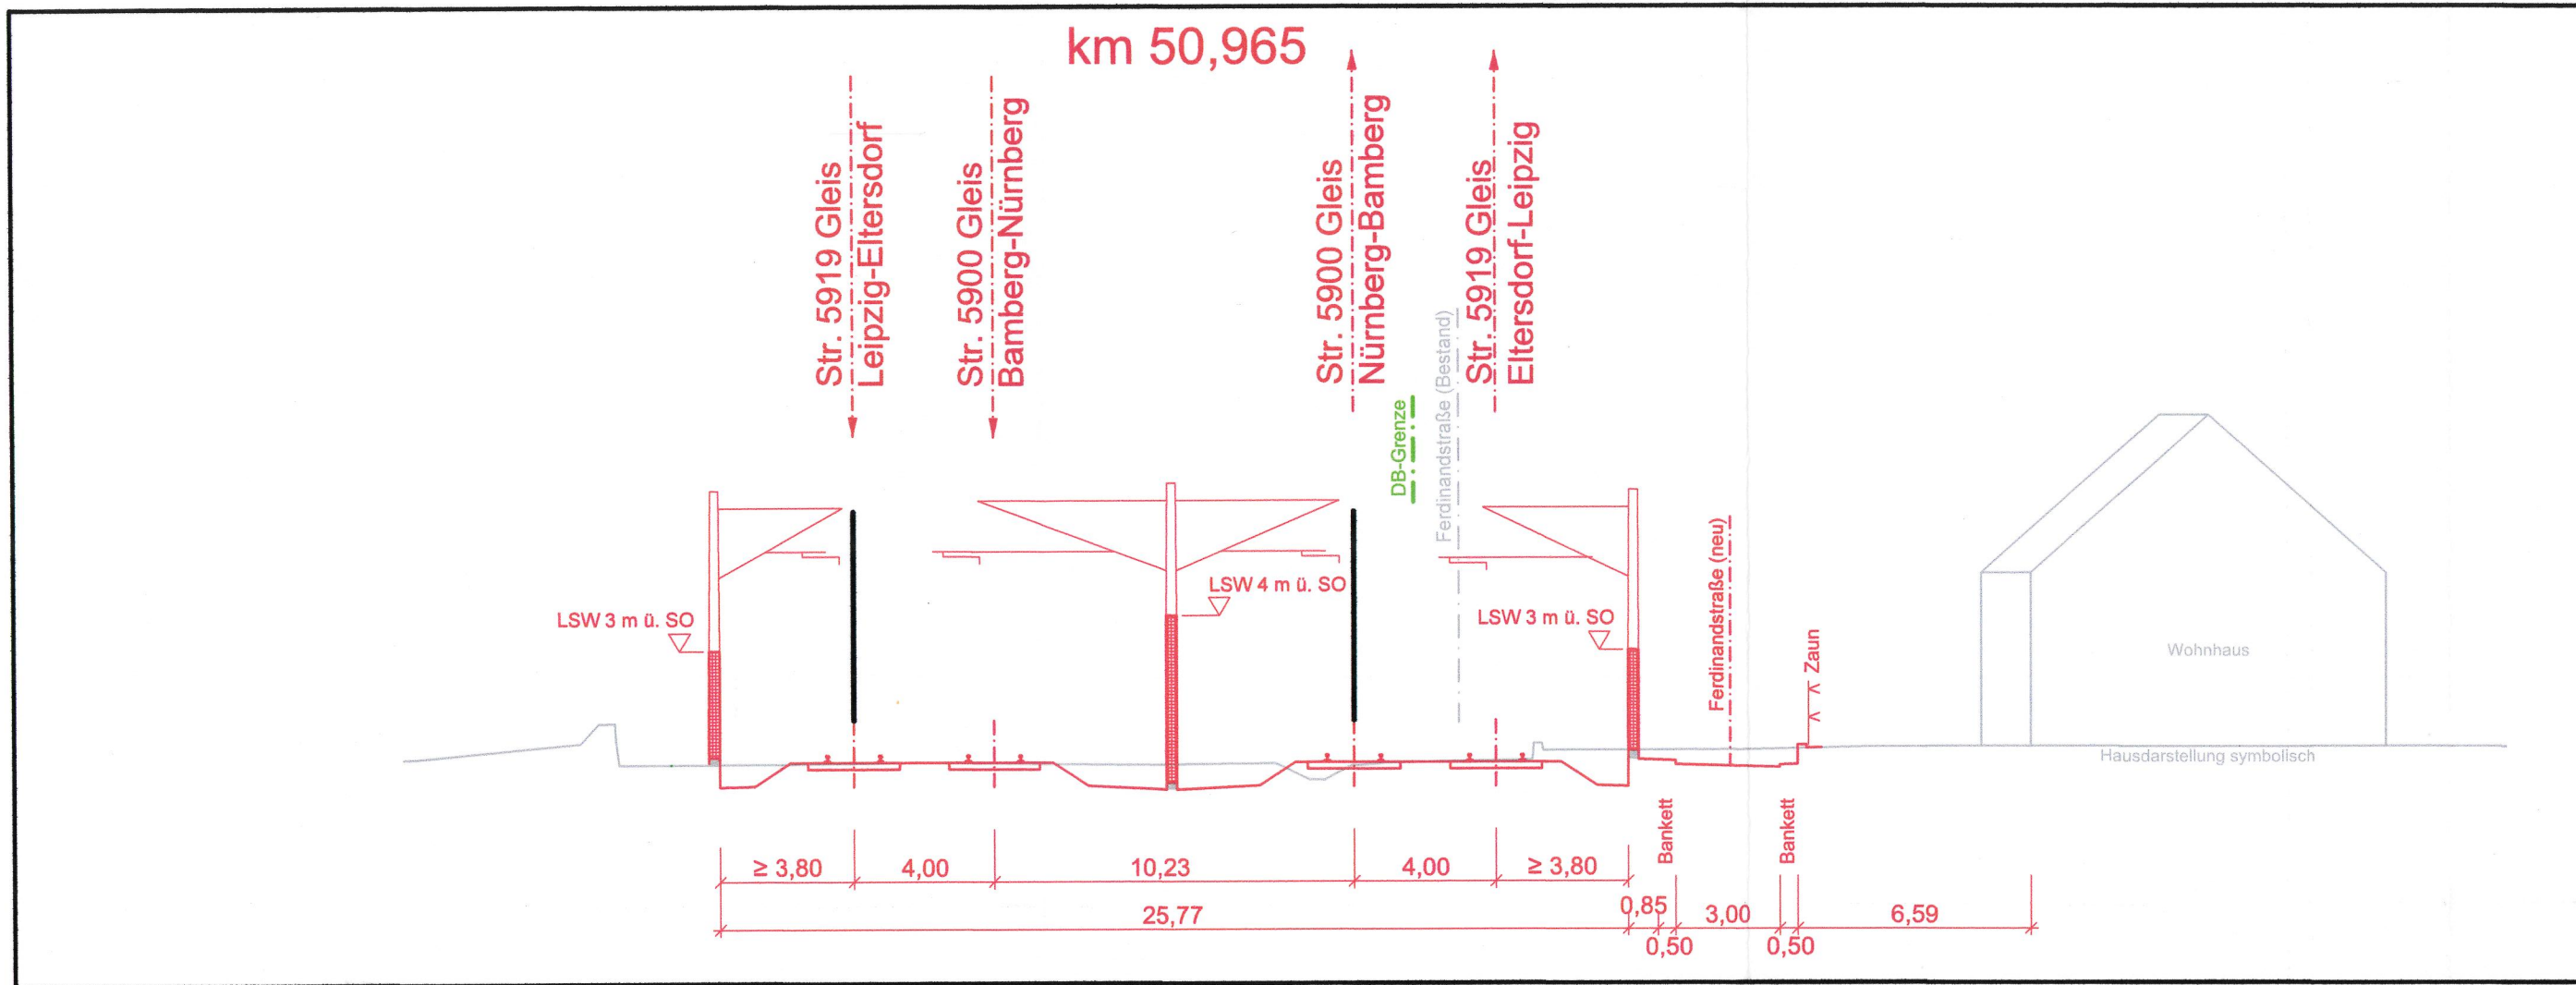 km 50,965
Str. 5919 Gleis
Leipzig-Eltersdorf
Str. 5900 Gleis
Bamberg-Nürnberg
Str. 5900 Gleis
Nürnberg-Bamberg
Str. 5919 Gleis
Eltersdorf-Leipzig
DB-Grenze
Ferdinandstraße (Bestand)
LSW 3 m ü. SO
LSW 4 m ü. SO
LSW 3 m ü. SO
Ferdinandstraße (neu)
Zaun
Wohnhaus
Hausdarstellung symbolisch
Bankett
Bankett
≥ 3,80
4,00
10,23
4,00
≥ 3,80
25,77
0,85
3,00
6,59
0,50
0,50